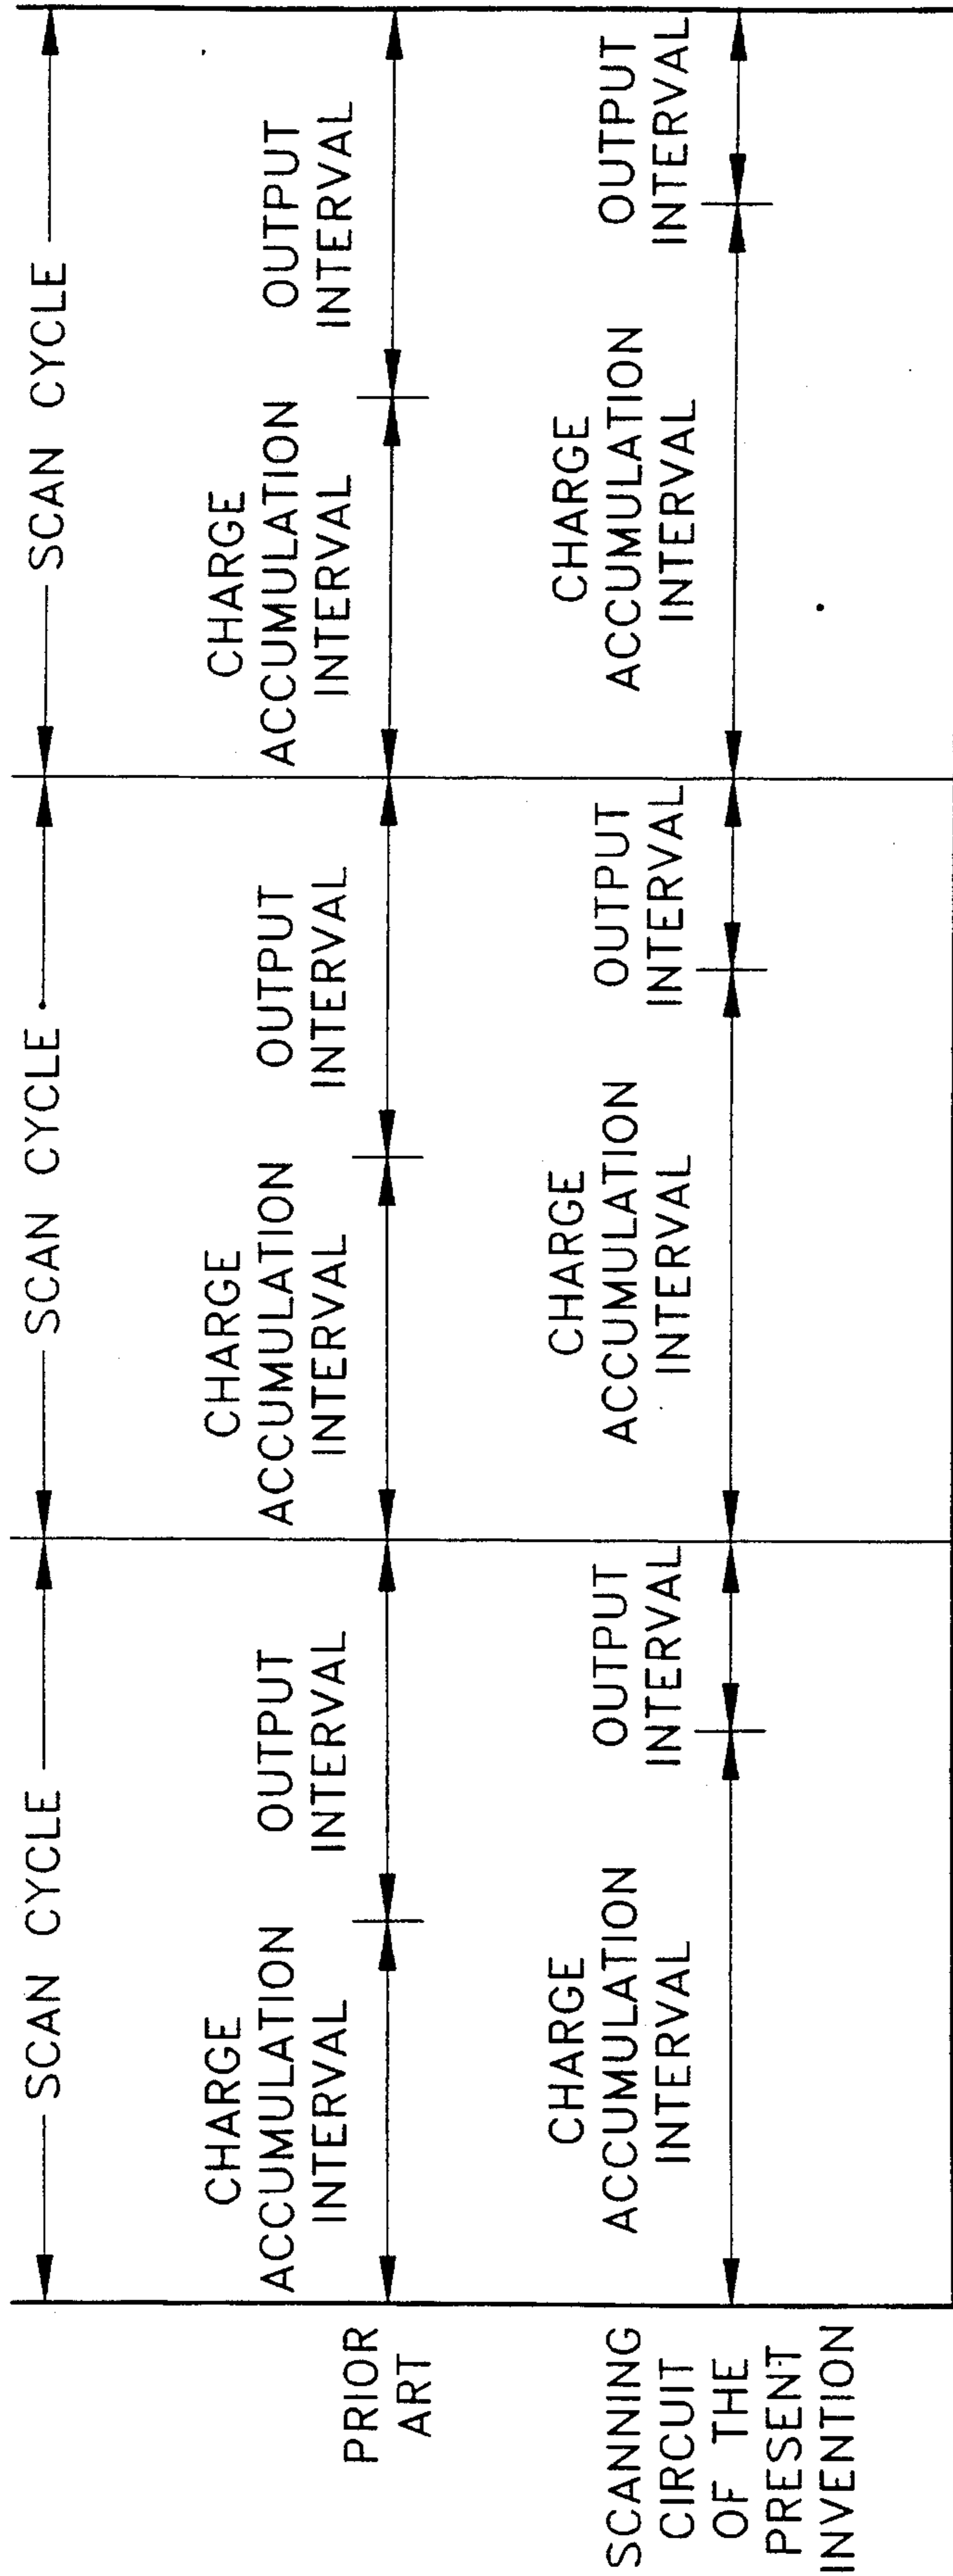 SCAN CYCLE
SCAN CYCLE
SCAN CYCLE
PRIOR
ART
CHARGE
ACCUMULATION
INTERVAL
OUTPUT
INTERVAL
CHARGE
ACCUMULATION
INTERVAL
OUTPUT
INTERVAL
CHARGE
ACCUMULATION
INTERVAL
OUTPUT
INTERVAL
SCANNING
CIRCUIT
OF THE
PRESENT
INVENTION
CHARGE
ACCUMULATION
INTERVAL
OUTPUT
INTERVAL
CHARGE
ACCUMULATION
INTERVAL
OUTPUT
INTERVAL
CHARGE
ACCUMULATION
INTERVAL
OUTPUT
INTERVAL